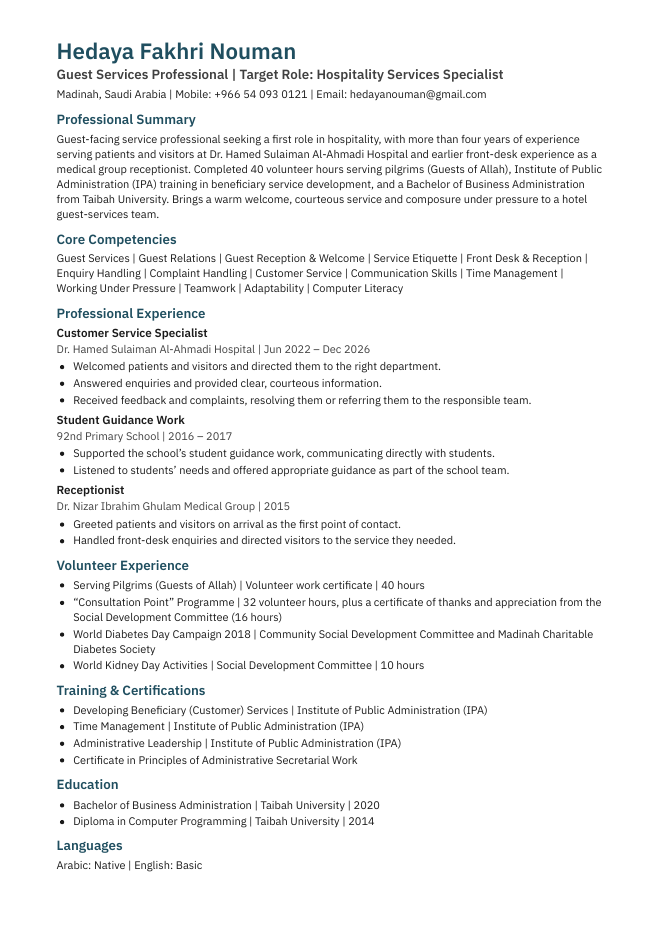 Hedaya Fakhri Nouman
Guest Services Professional | Target Role: Hospitality Services Specialist
Madinah, Saudi Arabia | Mobile: +966 54 093 0121 | Email: hedayanouman@gmail.com
Professional Summary
Guest-facing service professional seeking a first role in hospitality, with more than four years of experience
serving patients and visitors at Dr. Hamed Sulaiman Al-Ahmadi Hospital and earlier front-desk experience as a
medical group receptionist. Completed 40 volunteer hours serving pilgrims (Guests of Allah), Institute of Public
Administration (IPA) training in beneficiary service development, and a Bachelor of Business Administration
from Taibah University. Brings a warm welcome, courteous service and composure under pressure to a hotel
guest-services team.
Core Competencies
Guest Services | Guest Relations | Guest Reception & Welcome | Service Etiquette | Front Desk & Reception |
Enquiry Handling | Complaint Handling | Customer Service | Communication Skills | Time Management |
Working Under Pressure | Teamwork | Adaptability | Computer Literacy
Professional Experience
Customer Service Specialist
Dr. Hamed Sulaiman Al-Ahmadi Hospital | Jun 2022 – Dec 2026
• Welcomed patients and visitors and directed them to the right department.
• Answered enquiries and provided clear, courteous information.
• Received feedback and complaints, resolving them or referring them to the responsible team.
Student Guidance Work
92nd Primary School | 2016 – 2017
• Supported the school’s student guidance work, communicating directly with students.
• Listened to students’ needs and offered appropriate guidance as part of the school team.
Receptionist
Dr. Nizar Ibrahim Ghulam Medical Group | 2015
• Greeted patients and visitors on arrival as the first point of contact.
• Handled front-desk enquiries and directed visitors to the service they needed.
Volunteer Experience
• Serving Pilgrims (Guests of Allah) | Volunteer work certificate | 40 hours
• “Consultation Point” Programme | 32 volunteer hours, plus a certificate of thanks and appreciation from the
Social Development Committee (16 hours)
• World Diabetes Day Campaign 2018 | Community Social Development Committee and Madinah Charitable
Diabetes Society
• World Kidney Day Activities | Social Development Committee | 10 hours
Training & Certifications
• Developing Beneficiary (Customer) Services | Institute of Public Administration (IPA)
• Time Management | Institute of Public Administration (IPA)
• Administrative Leadership | Institute of Public Administration (IPA)
• Certificate in Principles of Administrative Secretarial Work
Education
• Bachelor of Business Administration | Taibah University | 2020
• Diploma in Computer Programming | Taibah University | 2014
Languages
Arabic: Native | English: Basic